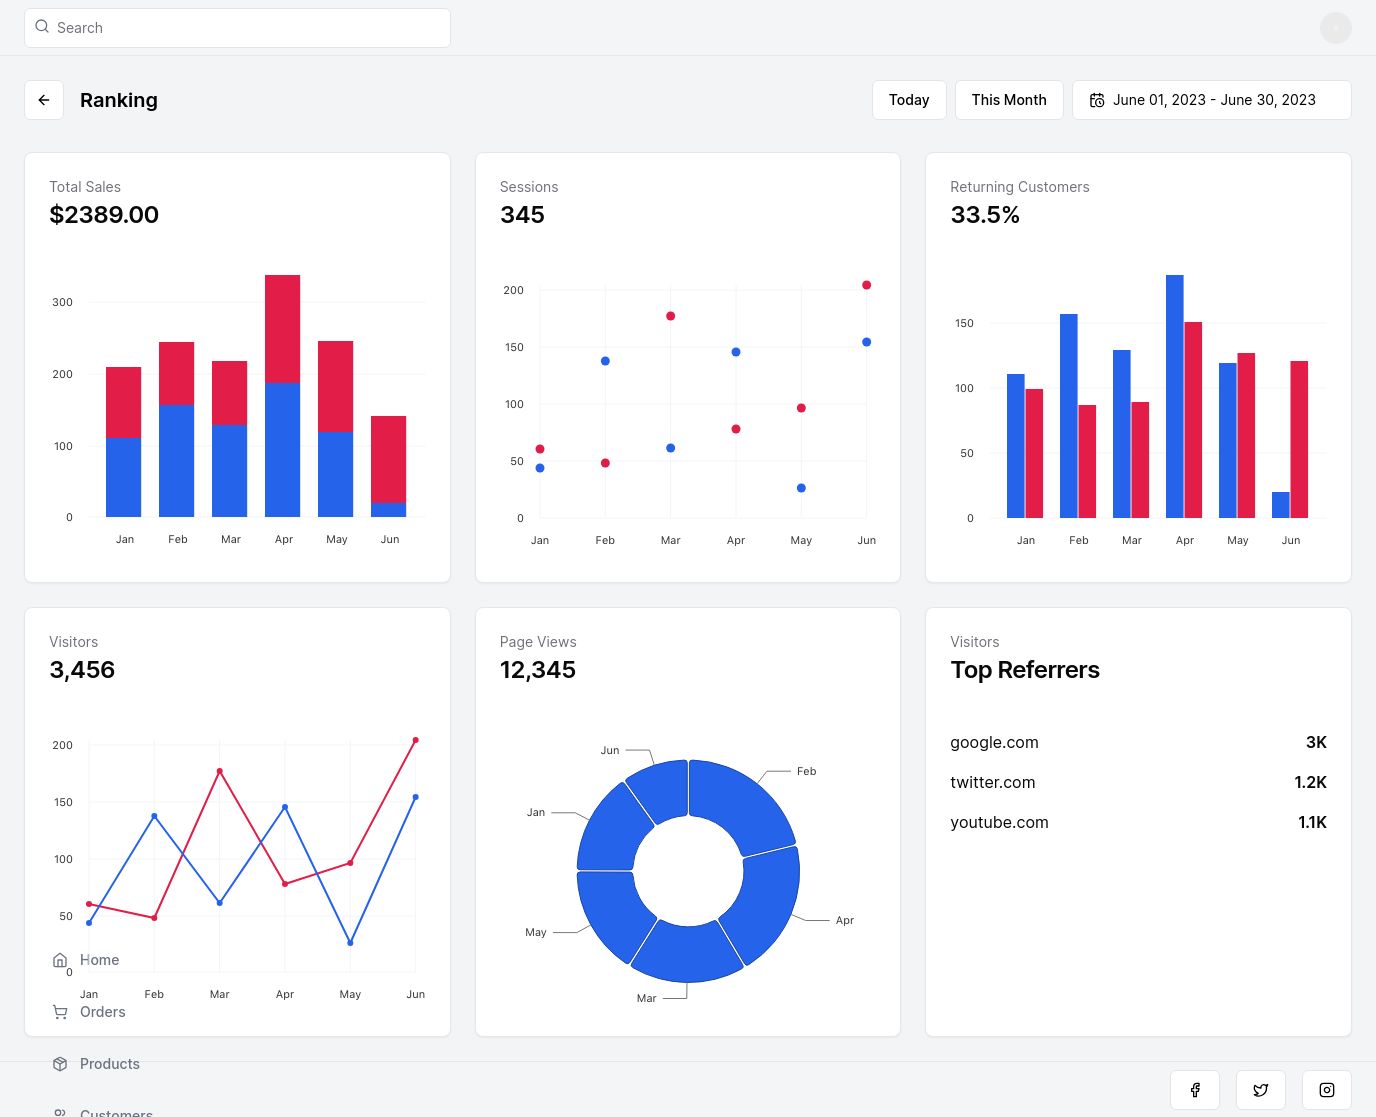 Search
Ranking
Today
This Month
June 01, 2023 - June 30, 2023
Total Sales
$2389.00
300
200
100
0
Jan Feb Mar Apr May Jun
Sessions
345
200
150
100
50
0
Jan Feb Mar Apr May Jun
Returning Customers
33.5%
150
100
50
0
Jan Feb Mar Apr May Jun
Visitors
3,456
200
150
100
50
0
Jan Feb Mar Apr May Jun
Page Views
12,345
Jun
Feb
Jan
Apr
May
Mar
Visitors
Top Referrers
google.com 3K
twitter.com 1.2K
youtube.com 1.1K
Home
Orders
Products
Customers